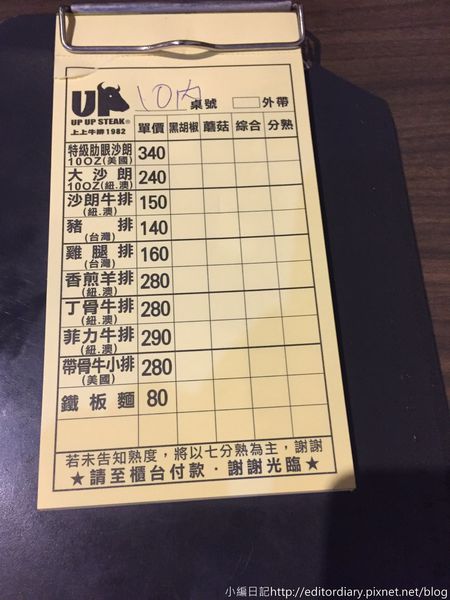 UP
UP UP STEAK®
上上牛排1982
10內 桌號 外帶
單價 黑胡椒 蘑菇 綜合 分熟
特級肋眼沙朗 340
10OZ(美國)
大沙朗 240
10OZ(紐.澳)
沙朗牛排 150
(紐.澳)
豬排 140
(台灣)
雞腿排 160
(台灣)
香煎羊排 280
(紐.澳)
丁骨牛排 280
(紐.澳)
菲力牛排 290
(紐.澳)
帶骨牛小排 280
(美國)
鐵板麵 80
若未告知熟度，將以七分熟為主，謝謝
★請至櫃台付款·謝謝光臨★
小編日記http://editordiary.pixnet.net/blog